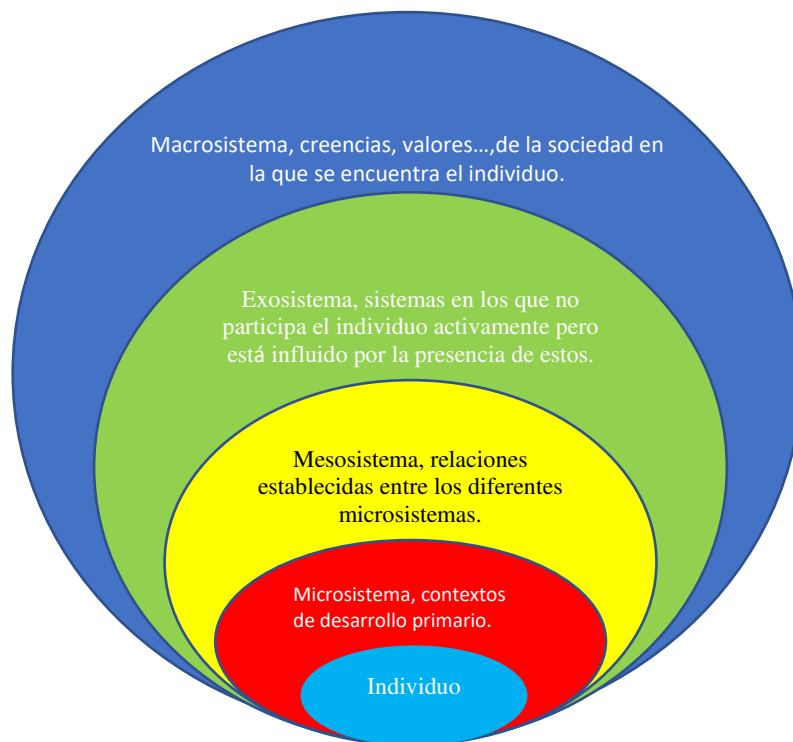 Macrosistema, creencias, valores...,de la sociedad en
la que se encuentra el individuo.
Exosistema, sistemas en los que no
participa el individuo activamente pero
está influido por la presencia de estos.
Mesosistema, relaciones
establecidas entre los diferentes
microsistemas.
Microsistema, contextos
de desarrollo primario.
Individuo